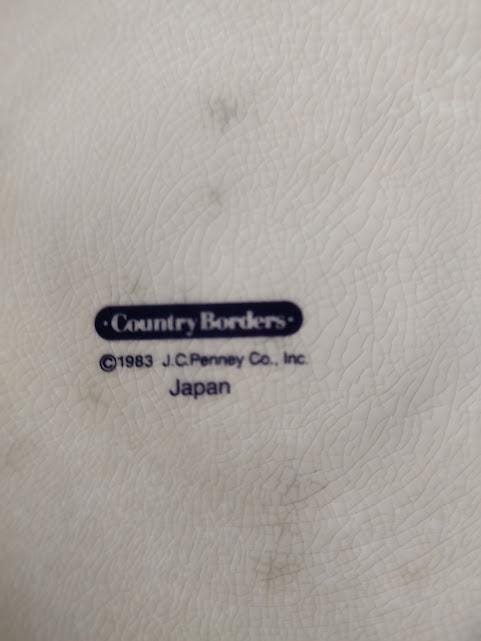 ·Country Borders·
©1983 J.C.Penney Co., Inc.
Japan